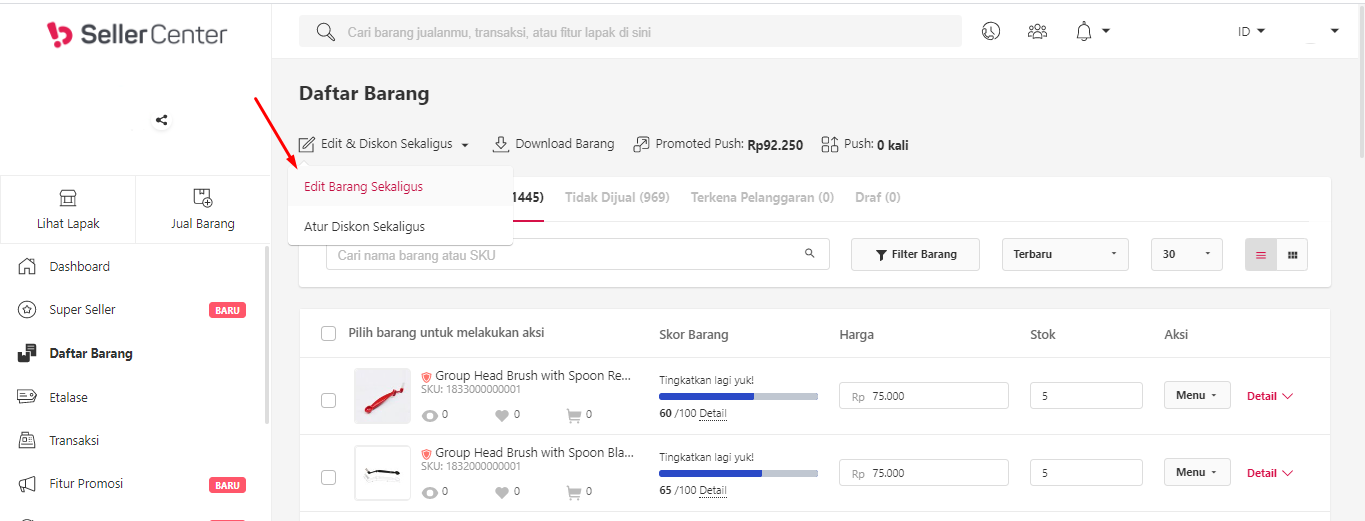 SellerCenter
Cari barang jualanmu, transaksi, atau fitur lapak di sini
ID
Daftar Barang
Edit & Diskon Sekaligus
Download Barang
Promoted Push: Rp92.250
Push: 0 kali
Edit Barang Sekaligus
Atur Diskon Sekaligus
1445)
Tidak Dijual (969)
Terkena Pelanggaran (0)
Draf (0)
Lihat Lapak
Jual Barang
Cari nama barang atau SKU
Filter Barang
Terbaru
30
Dashboard
Super Seller BARU
Daftar Barang
Etalase
Transaksi
Fitur Promosi BARU
Pilih barang untuk melakukan aksi
Skor Barang
Harga
Stok
Aksi
Group Head Brush with Spoon Re...
SKU: 1833000000001
0 0 0
Tingkatkan lagi yuk!
60 /100 Detail
Rp 75.000
5
Menu
Detail
Group Head Brush with Spoon Bla...
SKU: 1832000000001
0 0 0
Tingkatkan lagi yuk!
65 /100 Detail
Rp 75.000
5
Menu
Detail